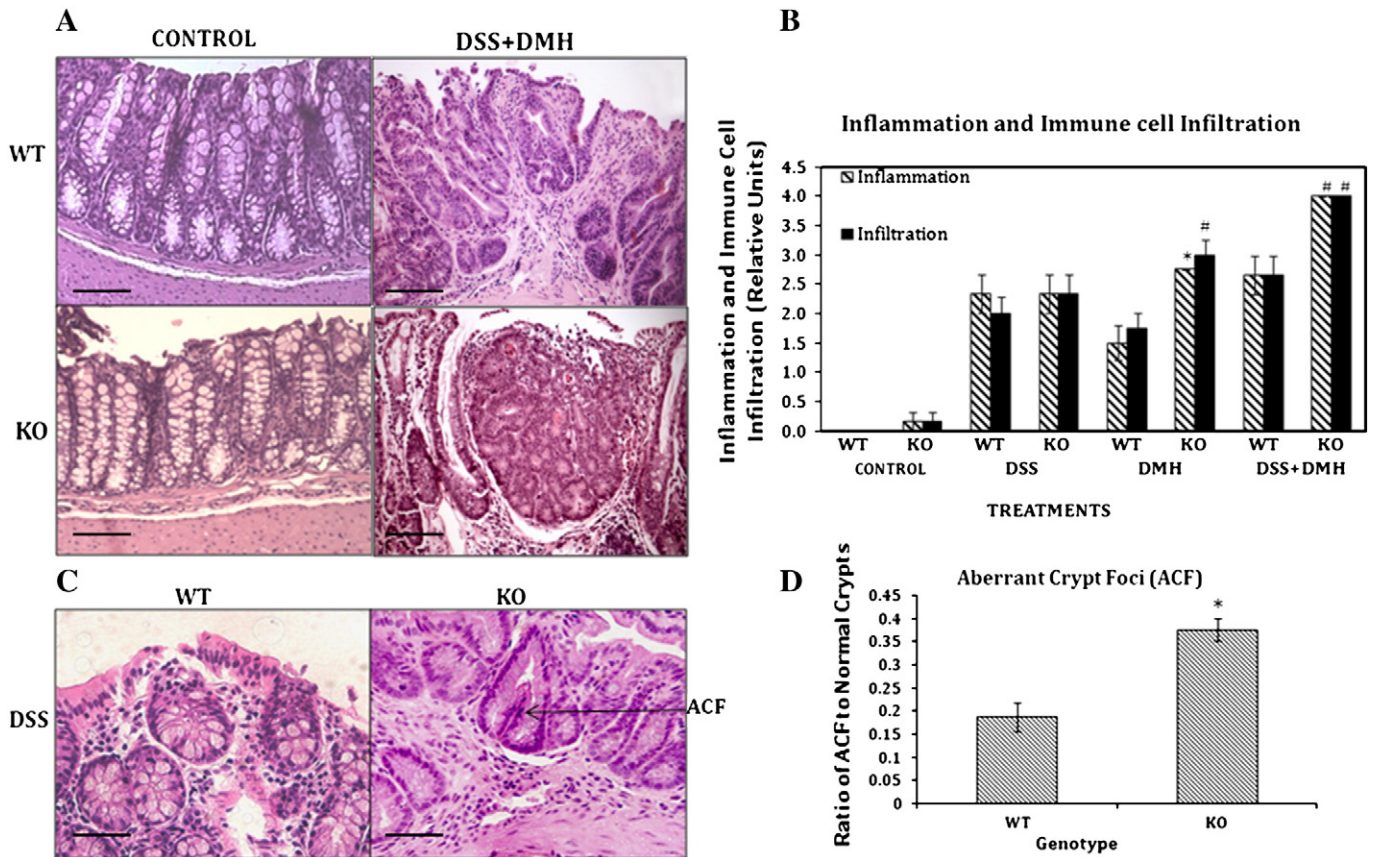 A
CONTROL
DSS+DMH
WT
KO
B
Inflammation and Immune cell Infiltration
Inflammation and Immune Cell
Infiltration (Relative Units)
4.5
4.0
3.5
3.0
2.5
2.0
1.5
1.0
0.5
0.0
Inflammation
Infiltration
*
#
# #
WT KO WT KO WT KO WT KO
CONTROL DSS DMH DSS+DMH
TREATMENTS
C
WT
KO
DSS
ACF
D
Aberrant Crypt Foci (ACF)
Ratio of ACF to Normal Crypts
0.45
0.4
0.35
0.3
0.25
0.2
0.15
0.1
0.05
0
*
WT KO
Genotype